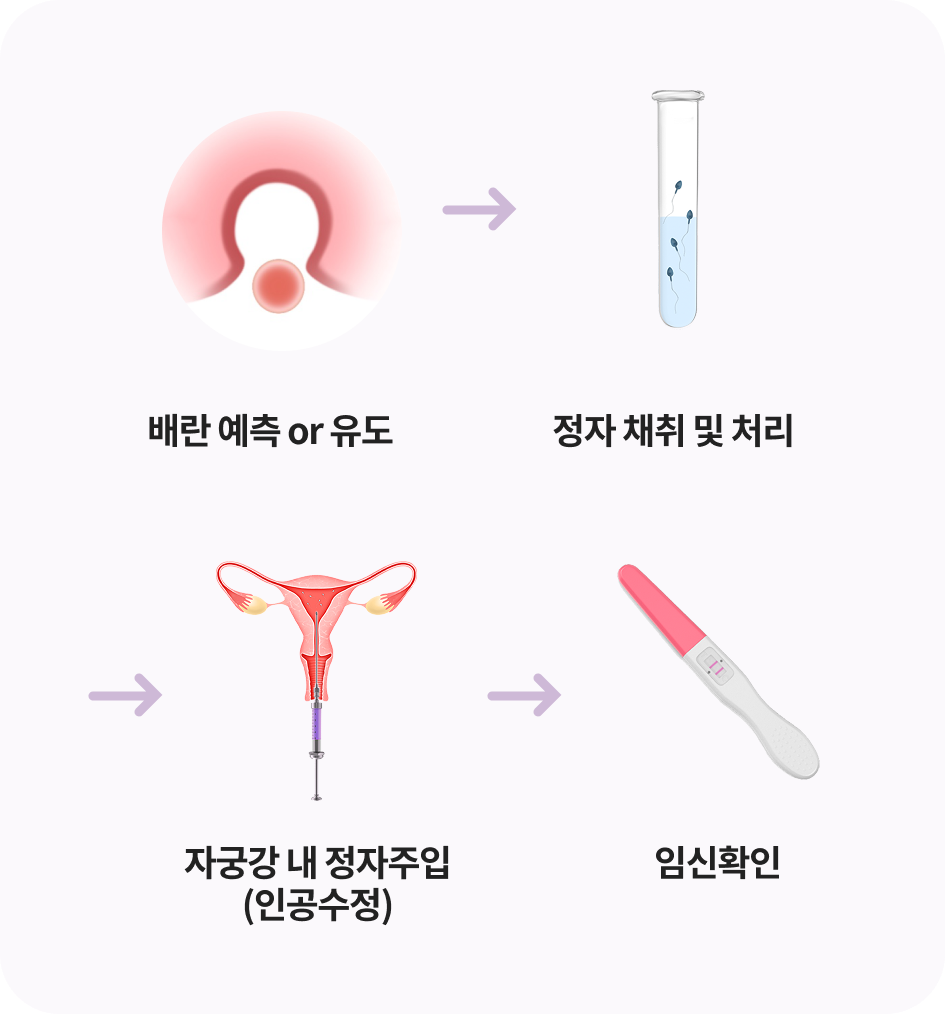 배란 예측 or 유도
정자 채취 및 처리
자궁강 내 정자주입
(인공수정)
임신확인